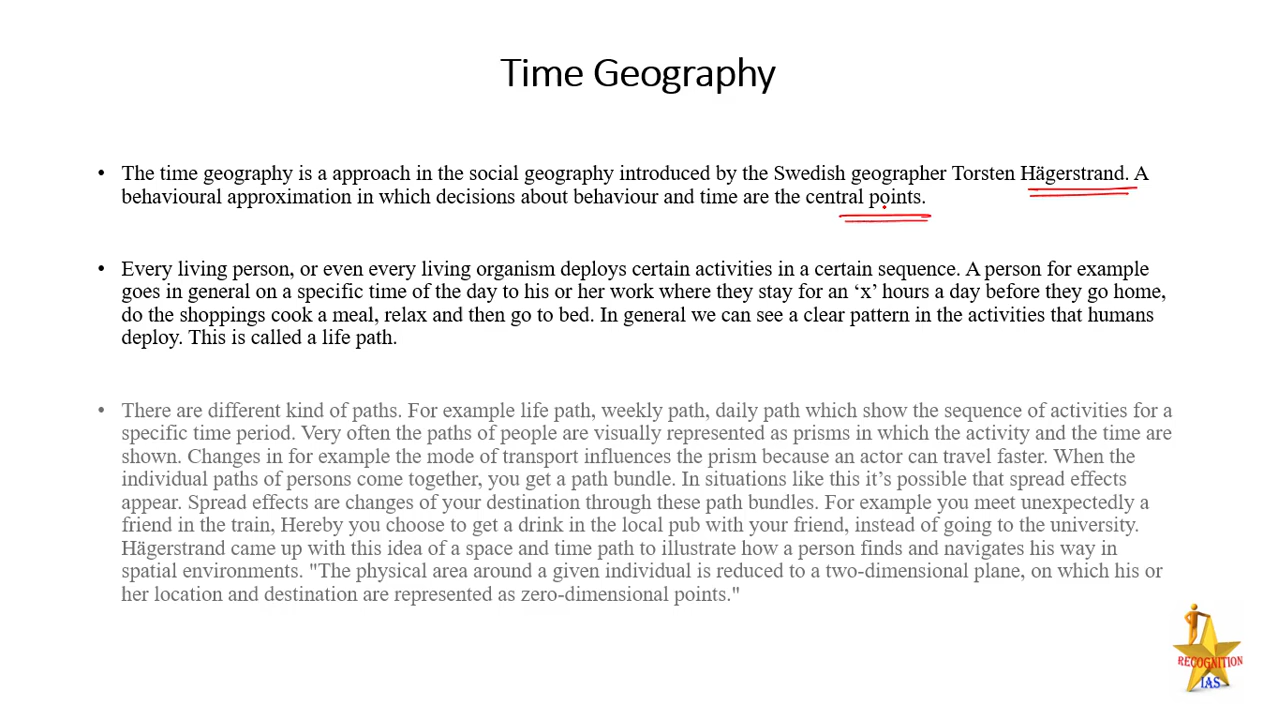 Time Geography
• The time geography is a approach in the social geography introduced by the Swedish geographer Torsten Hägerstrand. A
behavioural approximation in which decisions about behaviour and time are the central points.
• Every living person, or even every living organism deploys certain activities in a certain sequence. A person for example
goes in general on a specific time of the day to his or her work where they stay for an ‘x’ hours a day before they go home,
do the shoppings cook a meal, relax and then go to bed. In general we can see a clear pattern in the activities that humans
deploy. This is called a life path.
• There are different kind of paths. For example life path, weekly path, daily path which show the sequence of activities for a
specific time period. Very often the paths of people are visually represented as prisms in which the activity and the time are
shown. Changes in for example the mode of transport influences the prism because an actor can travel faster. When the
individual paths of persons come together, you get a path bundle. In situations like this it’s possible that spread effects
appear. Spread effects are changes of your destination through these path bundles. For example you meet unexpectedly a
friend in the train, Hereby you choose to get a drink in the local pub with your friend, instead of going to the university.
Hägerstrand came up with this idea of a space and time path to illustrate how a person finds and navigates his way in
spatial environments. "The physical area around a given individual is reduced to a two-dimensional plane, on which his or
her location and destination are represented as zero-dimensional points."
RECOGNITION
IAS